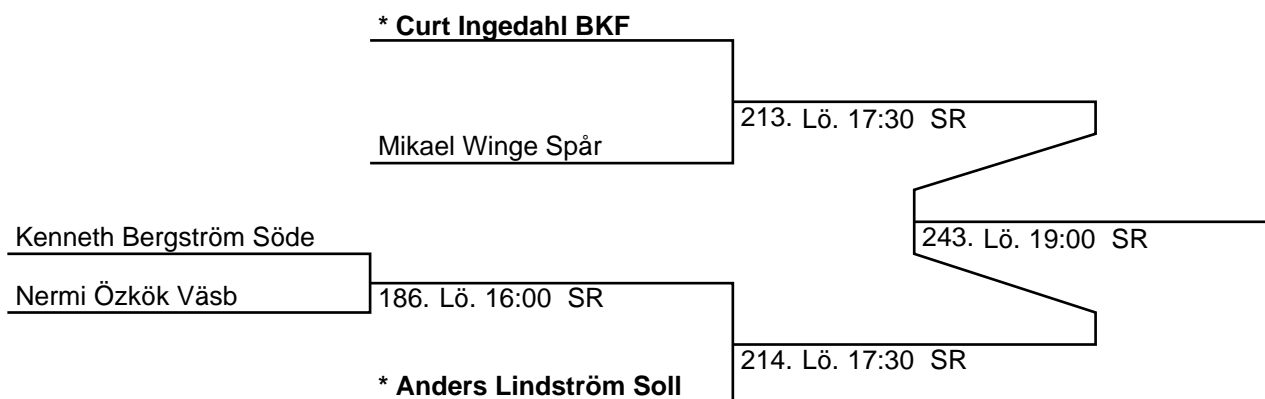 * Curt Ingedahl BKF
213. Lö. 17:30 SR
Mikael Winge Spår
Kenneth Bergström Söde
243. Lö. 19:00 SR
Nermi Özkök Väsb
186. Lö. 16:00 SR
214. Lö. 17:30 SR
* Anders Lindström Soll